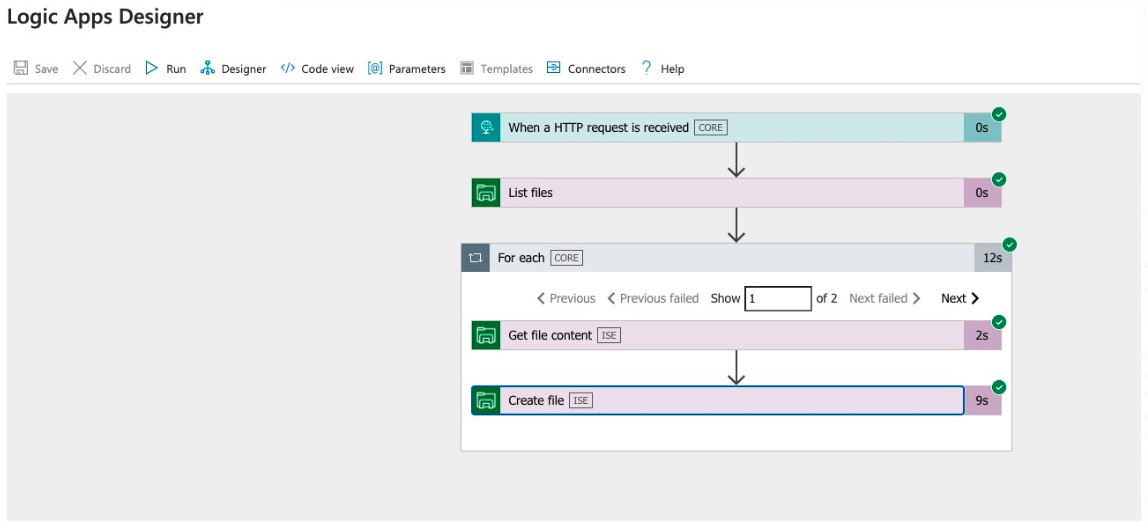 Logic Apps Designer
Save Discard Run Designer Code view Parameters Templates Connectors ? Help
When a HTTP request is received CORE 0s
List files 0s
For each CORE 12s
Previous Previous failed Show 1 of 2 Next failed Next
Get file content ISE 2s
Create file ISE 9s